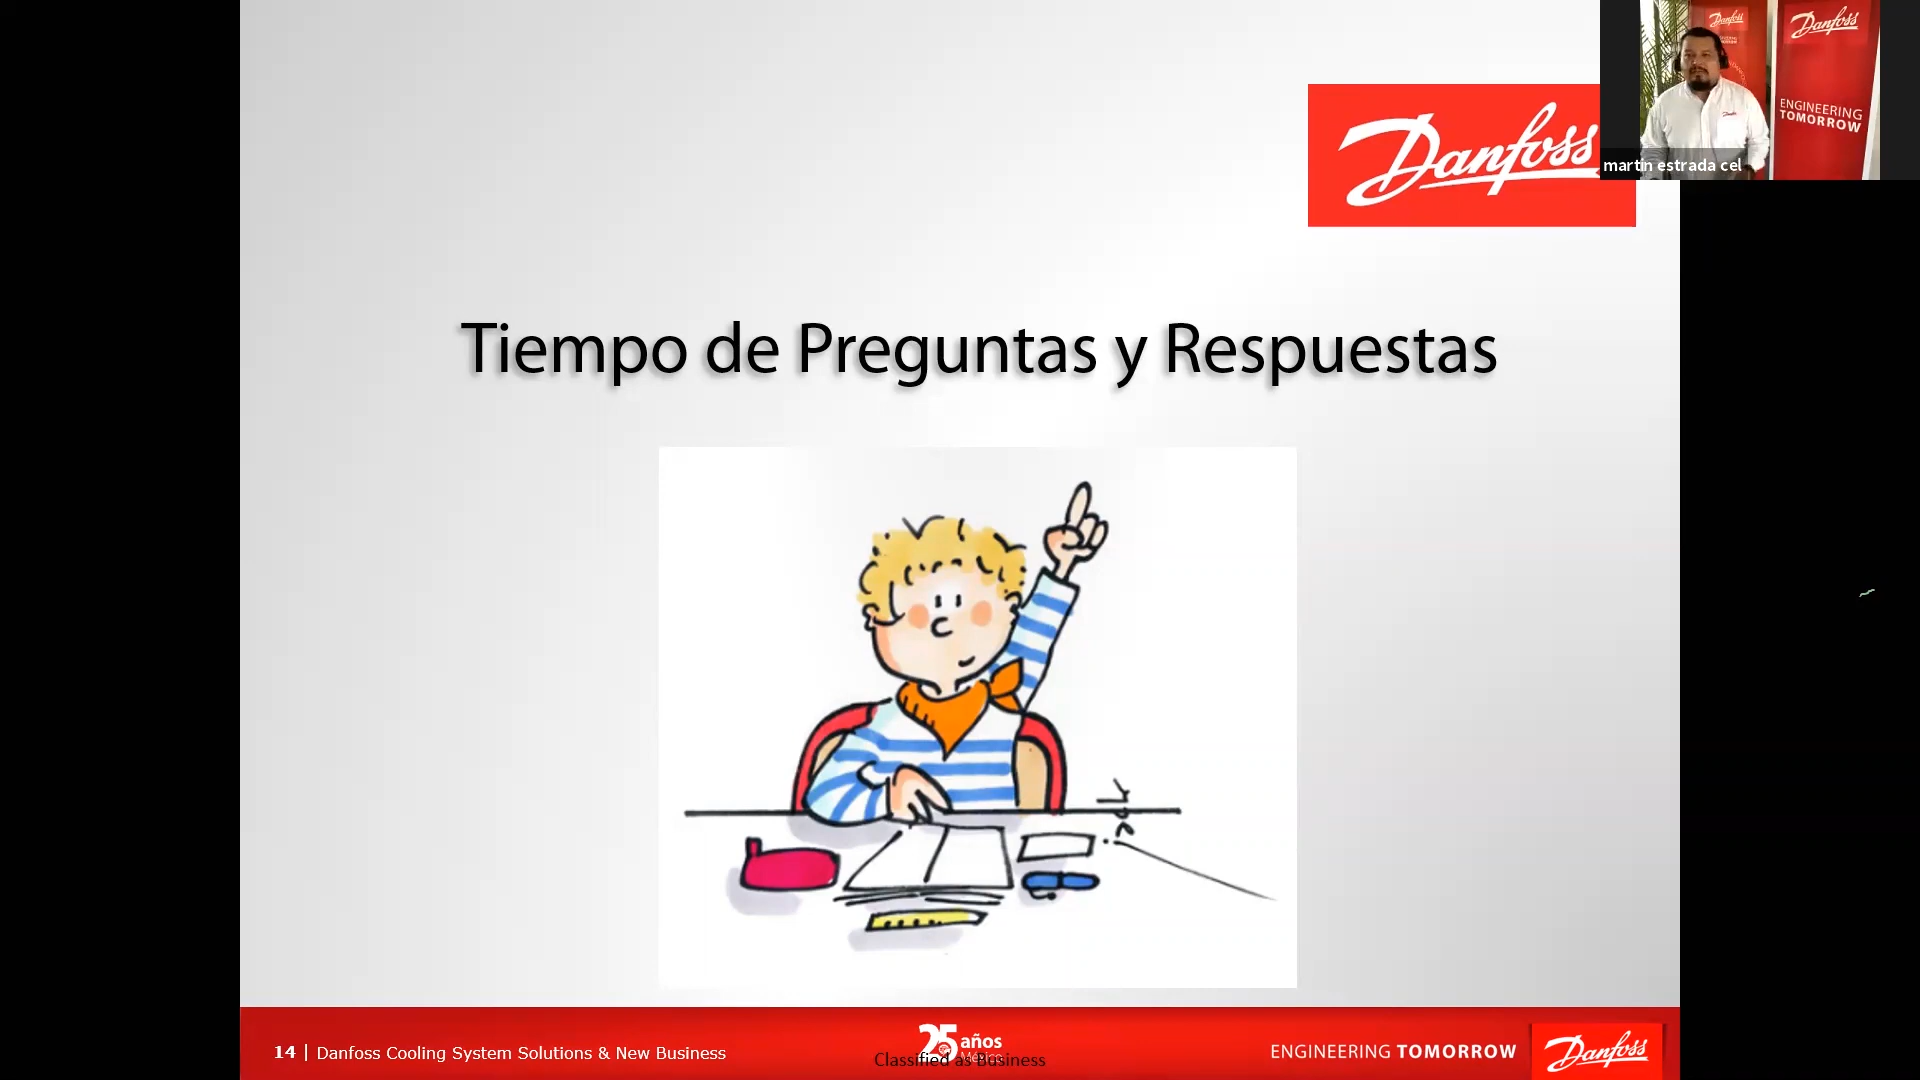 Danfoss
Danfoss
Danfoss
ENGINEERING
TOMORROW
martin estrada cel
Tiempo de Preguntas y Respuestas
14 | Danfoss Cooling System Solutions & New Business
25 años
México
Classified as Business
ENGINEERING TOMORROW
Danfoss